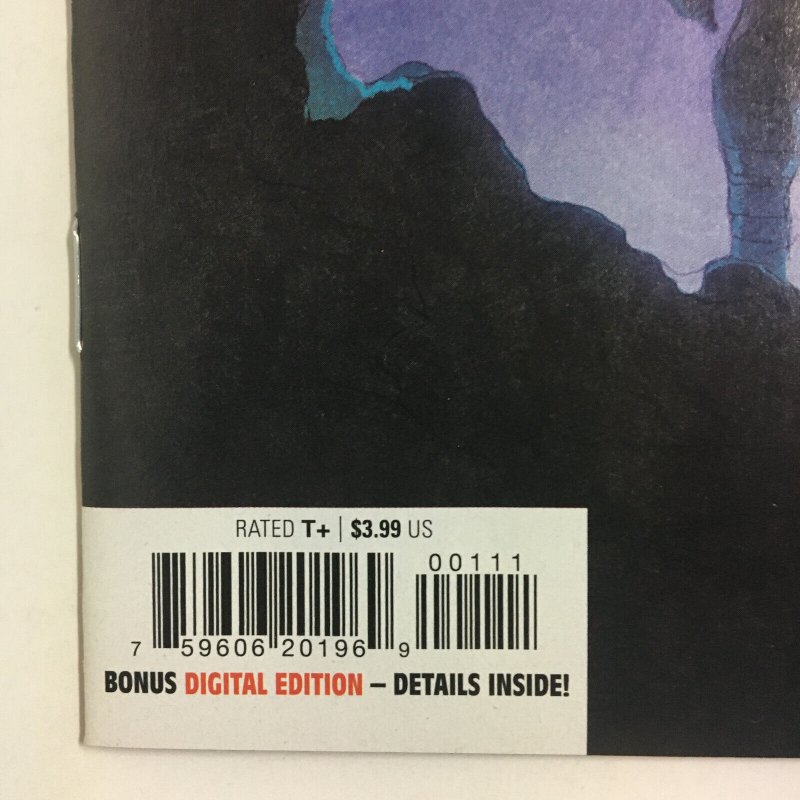 RATED T+ | $3.99 US
00111
7 59606 20196 9
BONUS DIGITAL EDITION – DETAILS INSIDE!